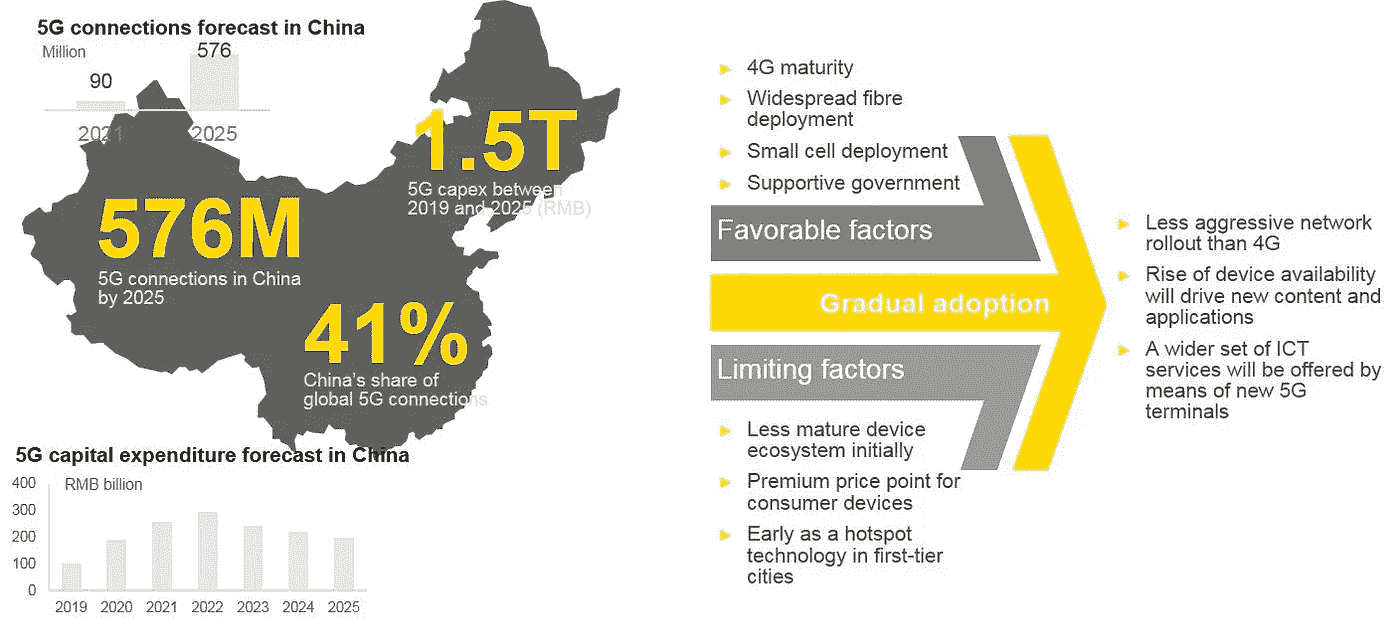 5G connections forecast in China
Million
576
90
2021
2025
1.5T
5G capex between
2019 and 2025 (RMB)
576M
5G connections in China
by 2025
41%
China's share of
global 5G connections
5G capital expenditure forecast in China
RMB billion
400
300
200
100
0
2019 2020 2021 2022 2023 2024 2025
4G maturity
Widespread fibre
deployment
Small cell deployment
Supportive government
Favorable factors
Gradual adoption
Limiting factors
Less mature device
ecosystem initially
Premium price point for
consumer devices
Early as a hotspot
technology in first-tier
cities
Less aggressive network
rollout than 4G
Rise of device availability
will drive new content and
applications
A wider set of ICT
services will be offered by
means of new 5G
terminals